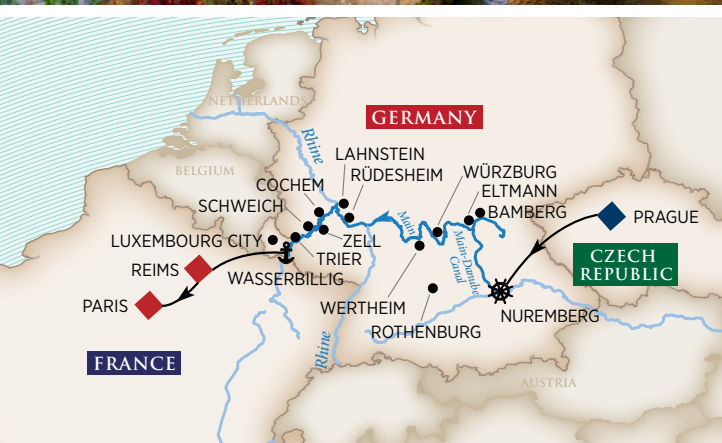 NETHERLANDS
GERMANY
Rhine
LAHNSTEIN
BELGIUM
RÜDESHEIM
WÜRZBURG
COCHEM
ELTMANN
SCHWEICH
BAMBERG
PRAGUE
Main
LUXEMBOURG CITY
ZELL
TRIER
Main-Danube
Canal
CZECH
REPUBLIC
REIMS
WASSERBILLIG
PARIS
WERTHEIM
NUREMBERG
ROTHENBURG
Rhine
FRANCE
AUSTRIA